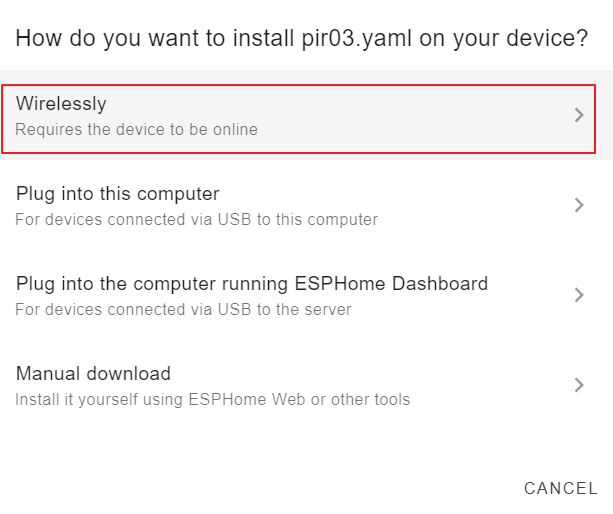 How do you want to install pir03.yaml on your device?
Wirelessly
Requires the device to be online
Plug into this computer
For devices connected via USB to this computer
Plug into the computer running ESPHome Dashboard
For devices connected via USB to the server
Manual download
Install it yourself using ESPHome Web or other tools
CANCEL